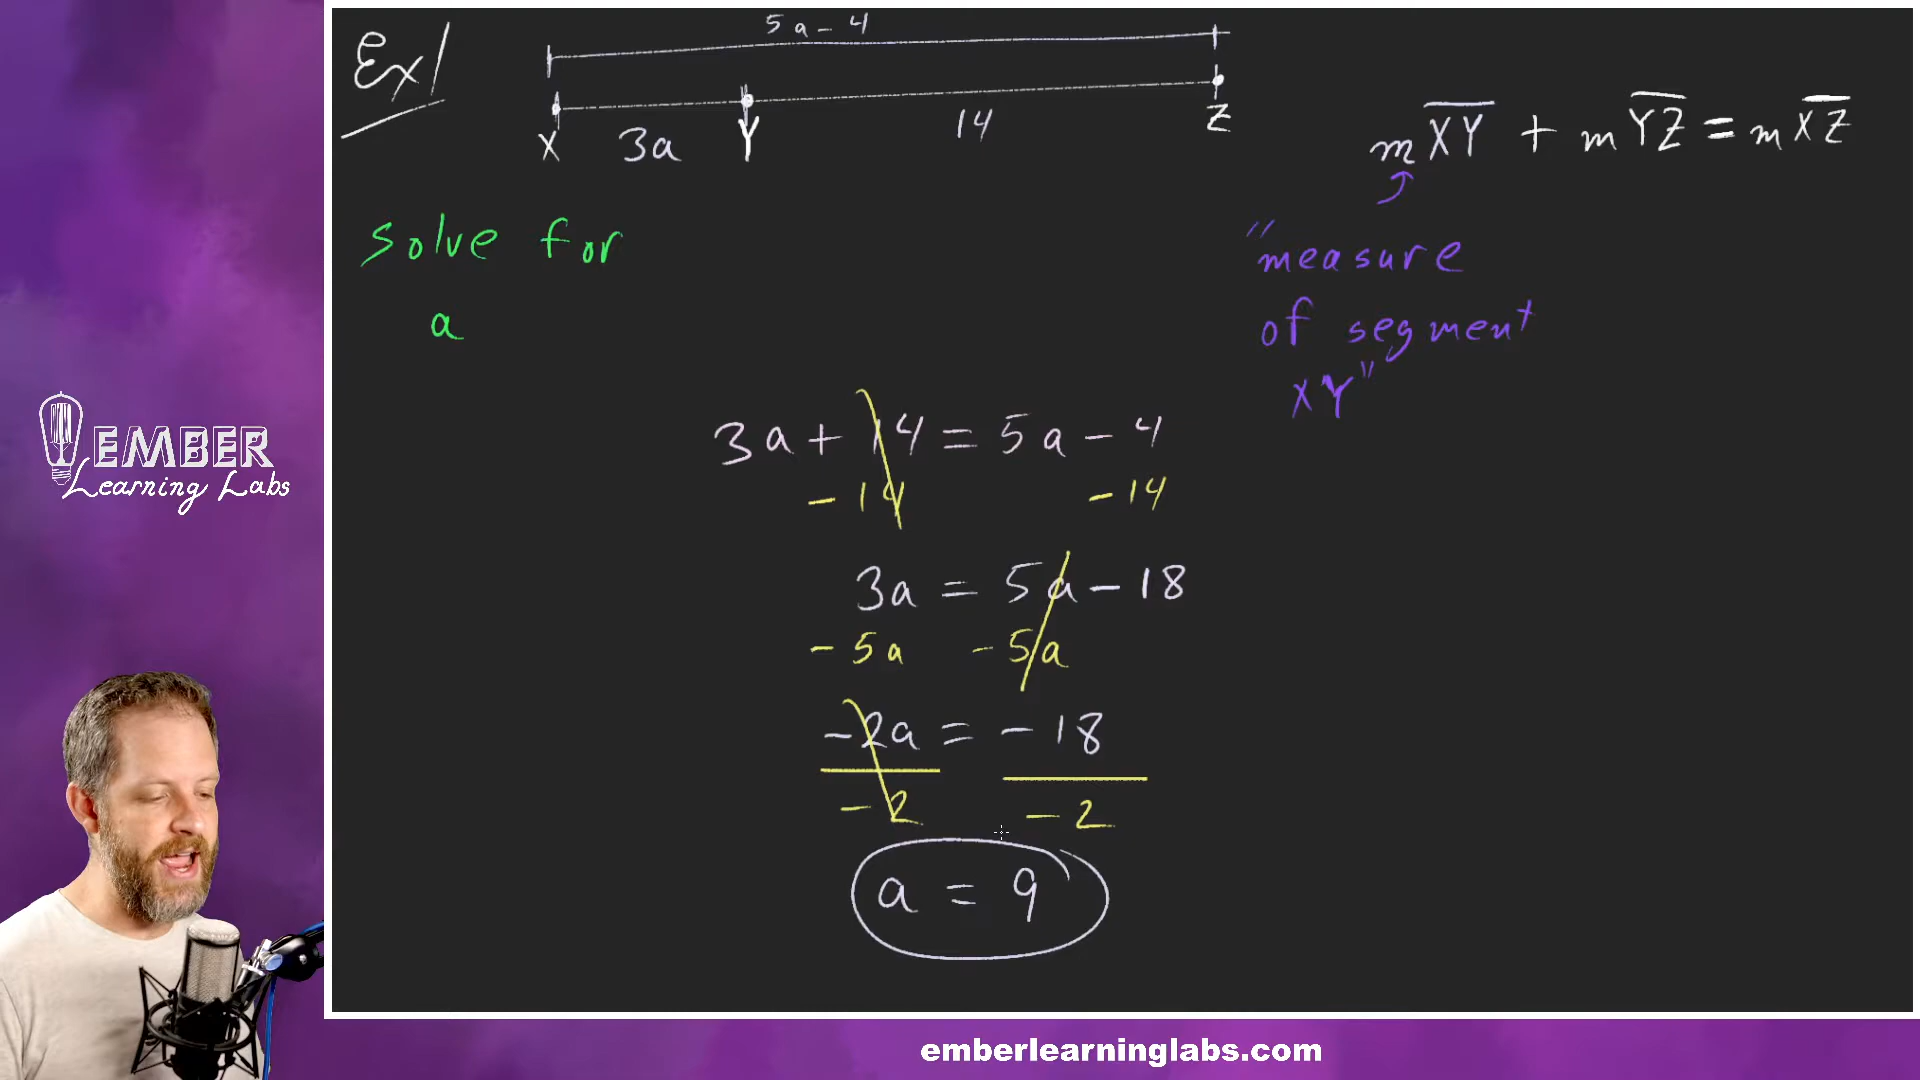 Ex 1
5a - 4
X 3a Y 14 Z
mXY + mYZ = mXZ
solve for
a
"measure
of segment
XY"
3a + 14 = 5a - 4
- 14 - 14
3a = 5a - 18
- 5a - 5a
-2a = - 18
- 2 - 2
a = 9
EMBER
Learning Labs
emberlearninglabs.com